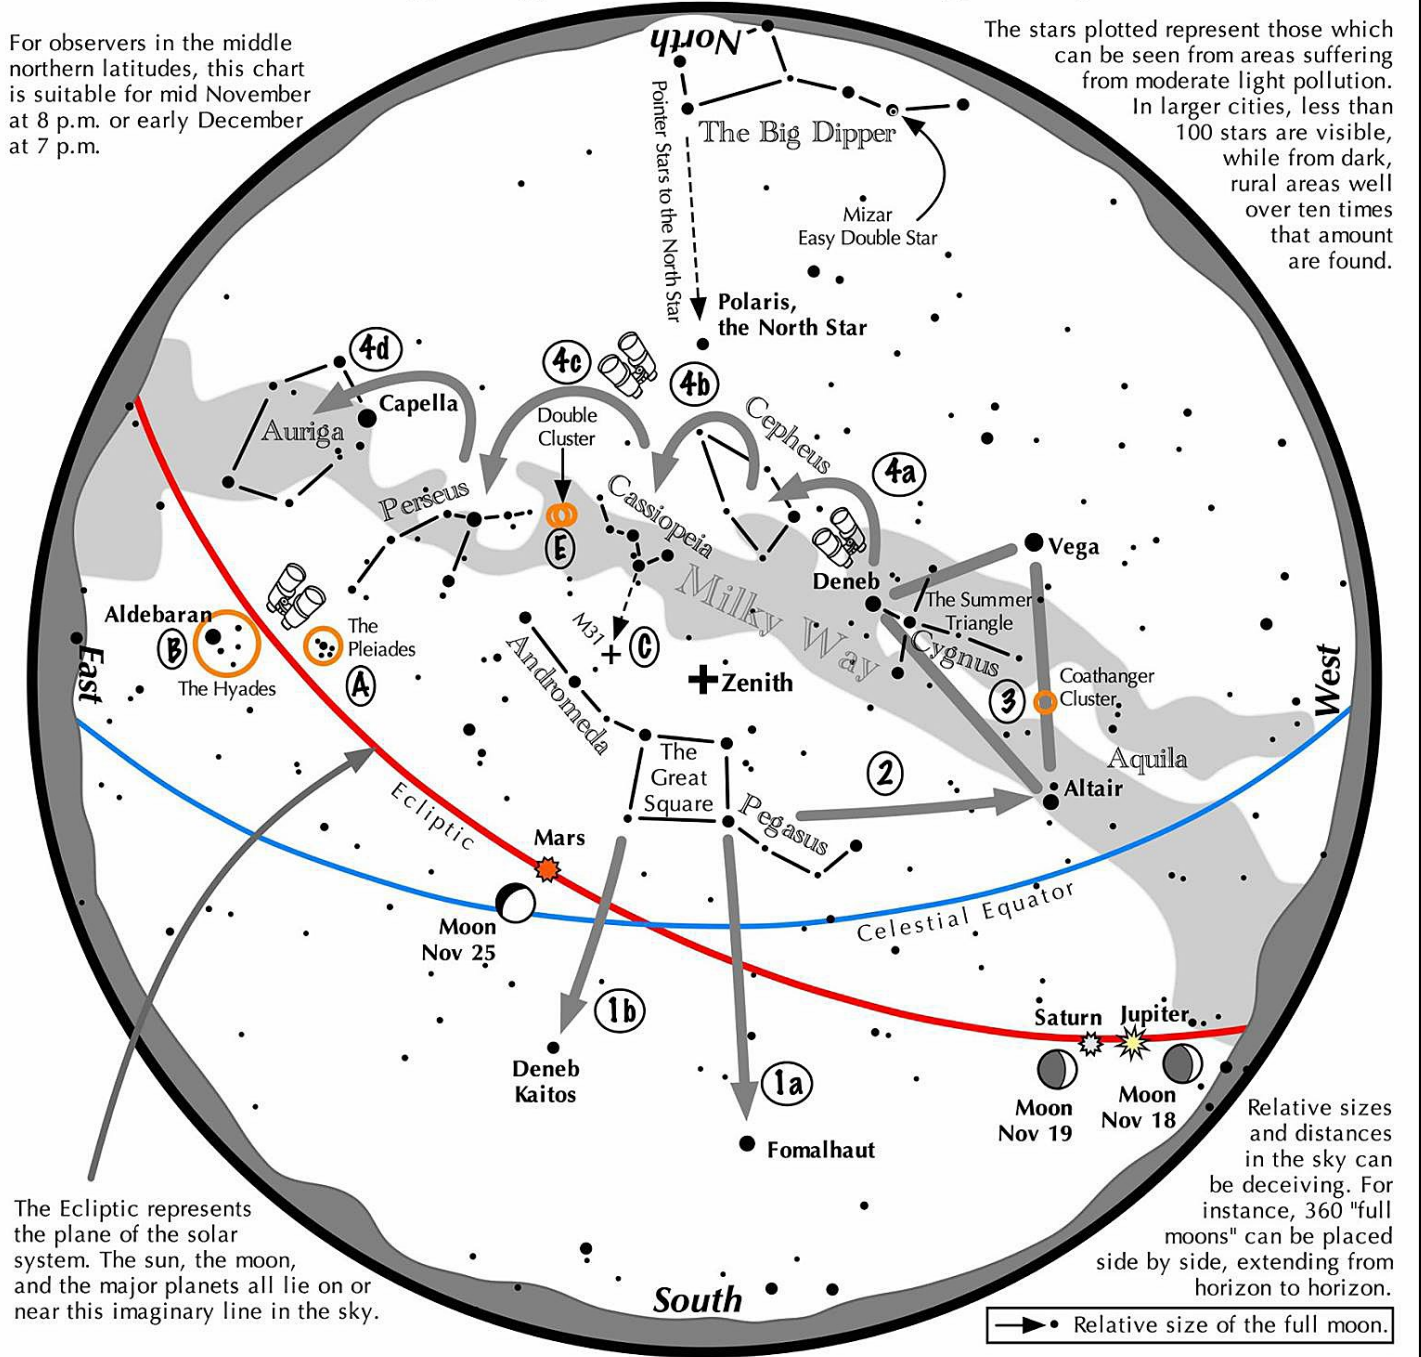 For observers in the middle
northern latitudes, this chart
is suitable for mid November
at 8 p.m. or early December
at 7 p.m.
The stars plotted represent those which
can be seen from areas suffering
from moderate light pollution.
In larger cities, less than
100 stars are visible,
while from dark,
rural areas well
over ten times
that amount
are found.
North
Pointer Stars to the North Star
The Big Dipper
Mizar
Easy Double Star
Polaris,
the North Star
4d
4c
4b
4a
Capella
Auriga
Double
Cluster
Cepheus
Perseus
Cassiopeia
E
Vega
Deneb
Milky Way
The Summer
Triangle
Cygnus
Aldebaran
B
The Hyades
The
Pleiades
A
M31
C
Andromeda
Zenith
East
West
3
Coathanger
Cluster
Aquila
Altair
The
Great
Square
Pegasus
2
Ecliptic
Mars
Moon
Nov 25
Celestial Equator
1b
Deneb
Kaitos
1a
Fomalhaut
Saturn
Jupiter
Moon
Nov 19
Moon
Nov 18
The Ecliptic represents
the plane of the solar
system. The sun, the moon,
and the major planets all lie on or
near this imaginary line in the sky.
South
Relative sizes
and distances
in the sky can
be deceiving. For
instance, 360 "full
moons" can be placed
side by side, extending from
horizon to horizon.
Relative size of the full moon.